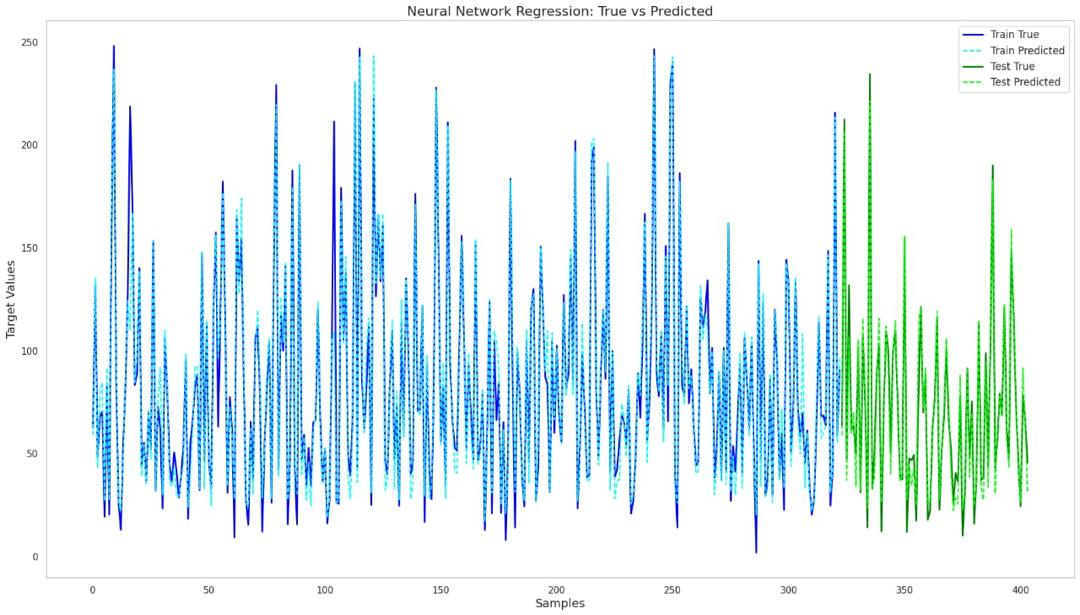 Neural Network Regression: True vs Predicted
Train True
Train Predicted
Test True
Test Predicted
250
200
150
100
50
0
Target Values
0 50 100 150 200 250 300 350 400
Samples